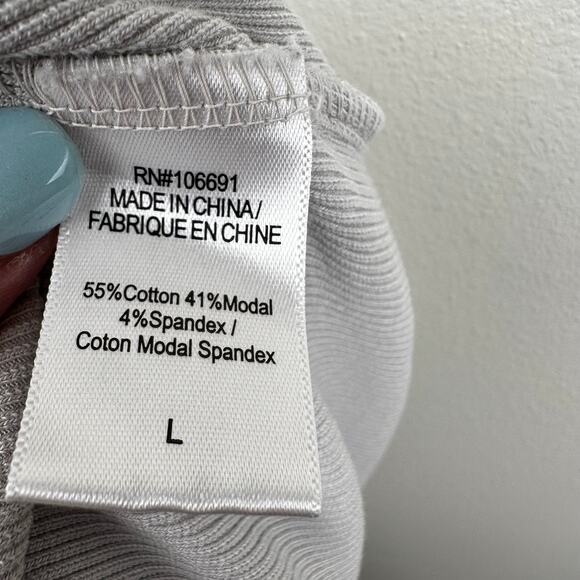 RN#106691
MADE IN CHINA/
FABRIQUE EN CHINE
55%Cotton 41%Modal
4%Spandex /
Coton Modal Spandex
L